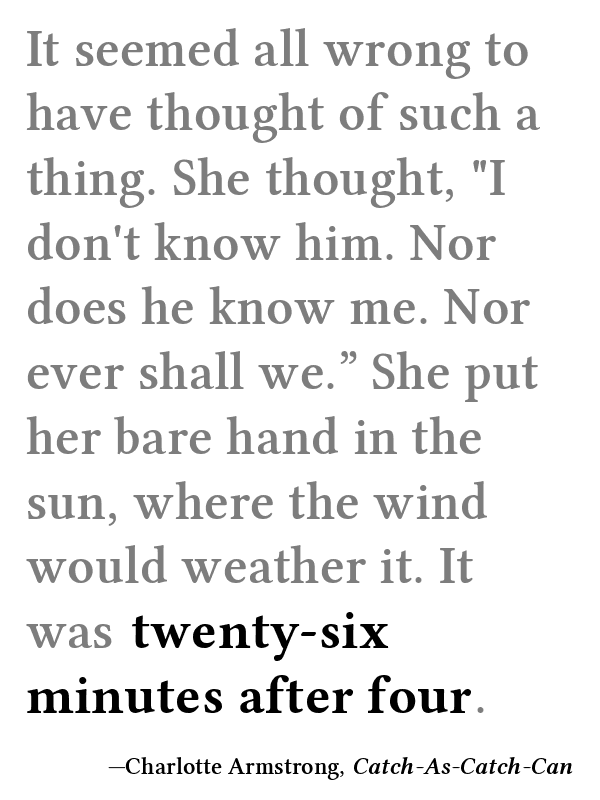 It seemed all wrong to
have thought of such a
thing. She thought, "I
don't know him. Nor
does he know me. Nor
ever shall we.” She put
her bare hand in the
sun, where the wind
would weather it. It
was twenty-six
minutes after four.
—Charlotte Armstrong, Catch-As-Catch-Can